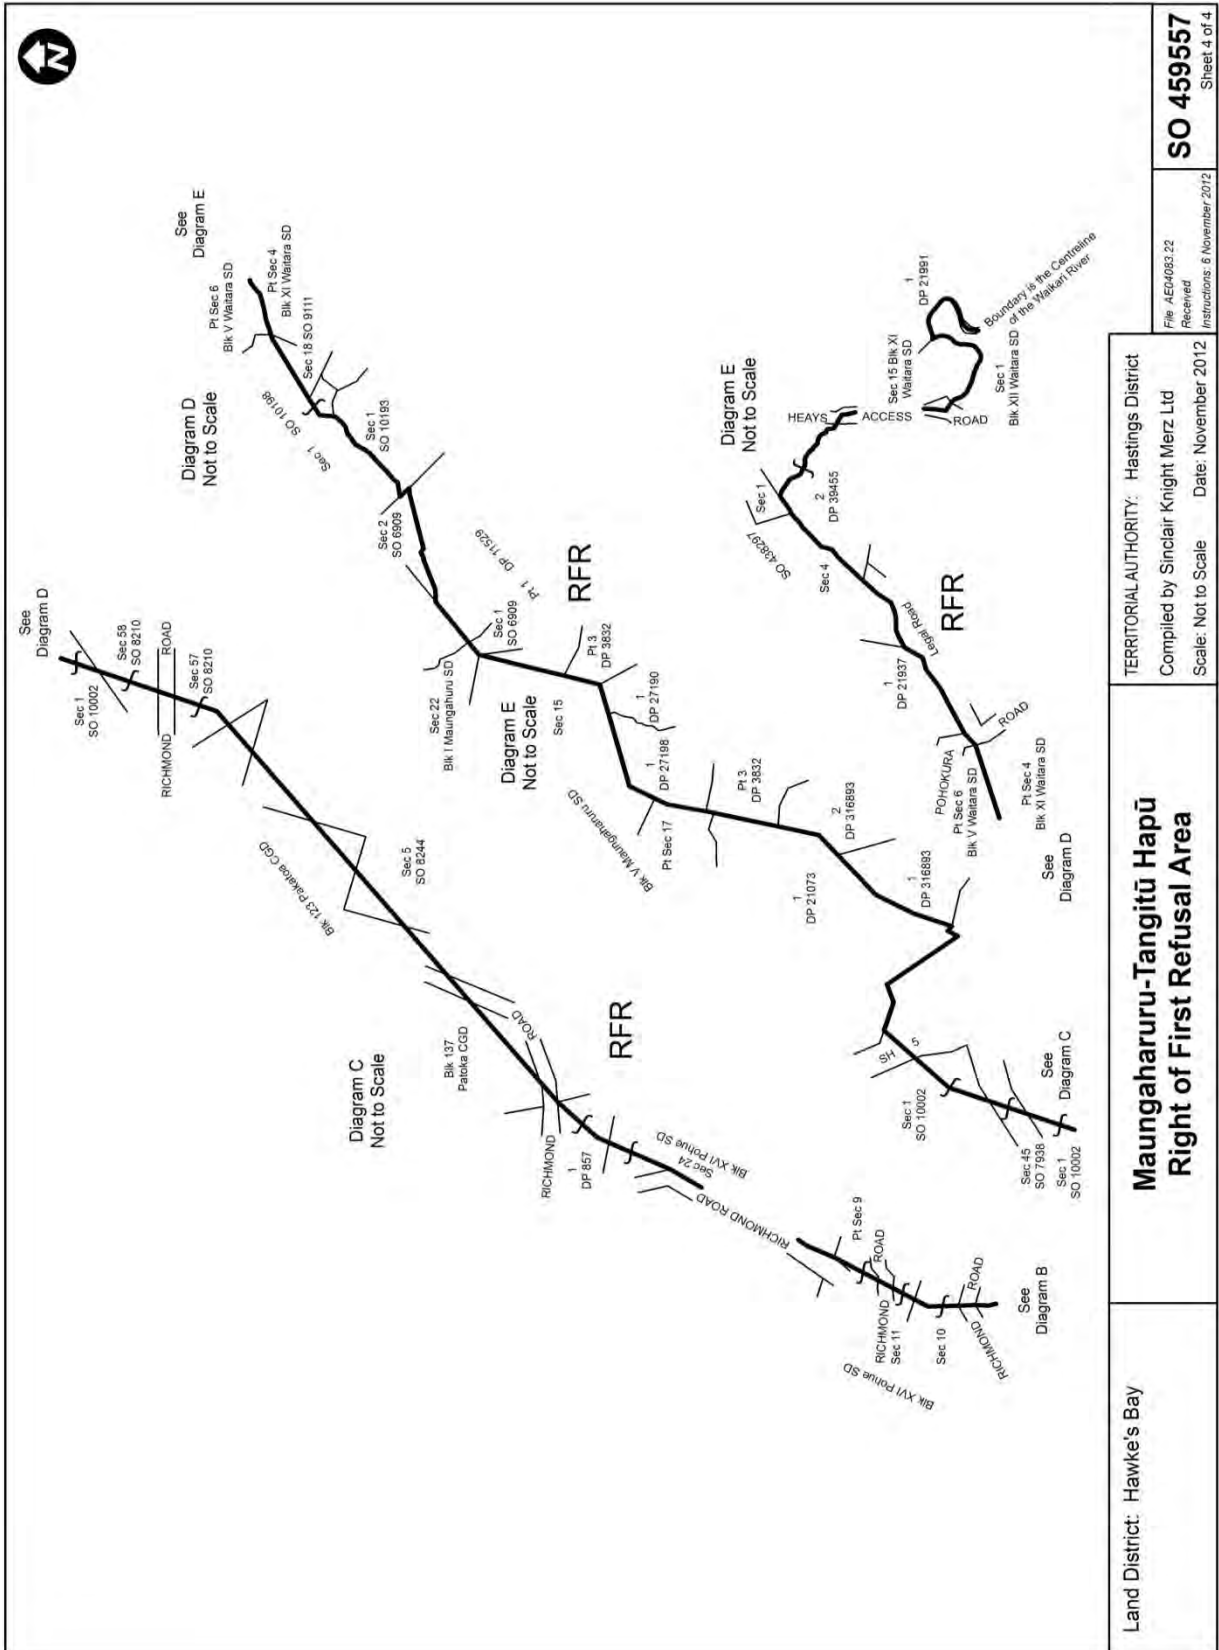 N
See
Diagram D
Sec 1
SO 10002
Sec 58
SO 8210
RICHMOND
ROAD
Sec 57
SO 8210
Blk 123 Pakaloa CGD
Sec 5
SO 8244
Diagram C
Not to Scale
Blk 137
Patoka CGD
ROAD
RICHMOND
1
DP 857
RFR
Sec 24
Blk XVI Pohue SD
RICHMOND ROAD
RICHMOND
Pt Sec 9
ROAD
RICHMOND
Sec 11
Sec 10
ROAD
RICHMOND
Blk XVI Pohue SD
See
Diagram B
See
Diagram E
Pt Sec 6
Blk V Waitara SD
Pt Sec 4
Blk XI Waitara SD
Diagram D
Not to Scale
Sec 18 SO 9111
Sec 1 SO 10198
Sec 1
SO 10193
Sec 2
SO 6909
Pt 1 DP 11529
RFR
Sec 1
SO 6909
Sec 22
Blk I Maungahuru SD
Diagram E
Not to Scale
Sec 15
Pt 3
DP 3832
1
DP 27190
1
DP 27198
Blk V Maungaharuru SD
Pt Sec 17
Pt 3
DP 3832
2
DP 316893
1
DP 21073
1
DP 316893
SH 5
Sec 1
SO 10002
Sec 45
SO 7938
Sec 1
SO 10002
See
Diagram C
Diagram E
Not to Scale
HEAYS
ACCESS
ROAD
Sec 15 Blk XI
Waitara SD
1
DP 21991
Boundary is the Centreline
of the Waikari River
Sec 1
Blk XII Waitara SD
Sec 1
SO 438297
2
DP 39455
Sec 4
Legal Road
RFR
1
DP 21937
POHOKURA
ROAD
Pt Sec 6
Blk V Waitara SD
Pt Sec 4
Blk XI Waitara SD
See
Diagram D
Land District: Hawke's Bay
Maungaharuru-Tangitū Hapū
Right of First Refusal Area
TERRITORIAL AUTHORITY: Hastings District
Compiled by Sinclair Knight Merz Ltd
Scale: Not to Scale Date: November 2012
File AE04083.22
Received
Instructions: 6 November 2012
SO 459557
Sheet 4 of 4